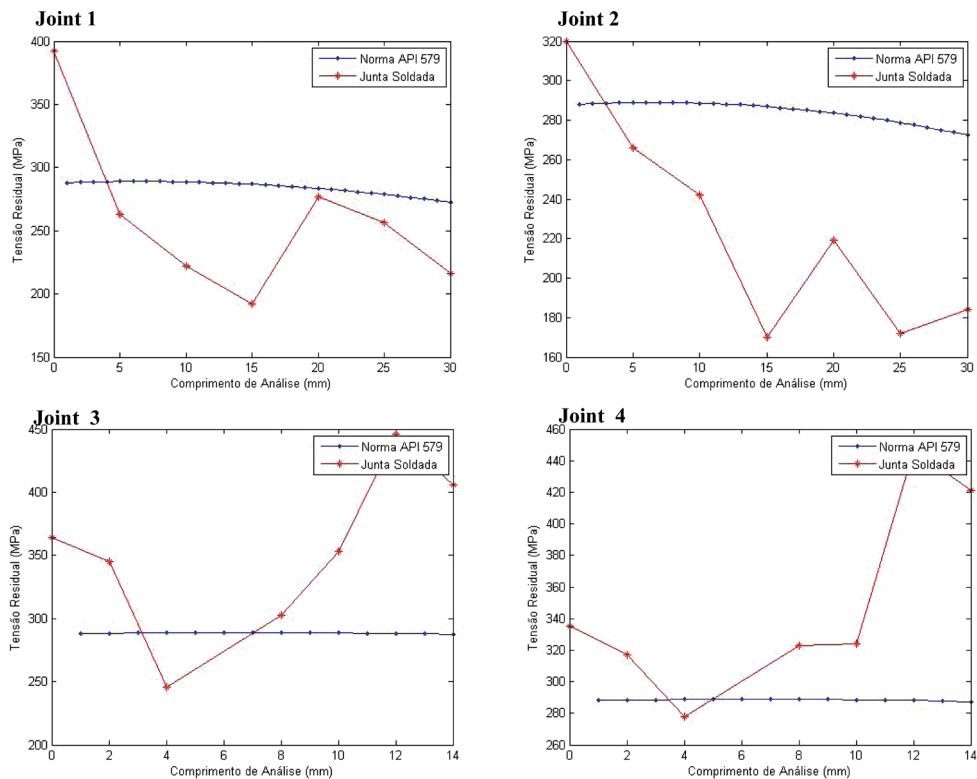 Joint 1
400
350
300
250
200
150
0 5 10 15 20 25 30
Tensão Residual (MPa)
Comprimento de Análise (mm)
Norma API 579
Junta Soldada
Joint 2
320
300
280
260
240
220
200
180
160
0 5 10 15 20 25 30
Tensão Residual (MPa)
Comprimento de Análise (mm)
Norma API 579
Junta Soldada
Joint 3
450
400
350
300
250
200
0 2 4 6 8 10 12 14
Tensão Residual (MPa)
Comprimento de Análise (mm)
Norma API 579
Junta Soldada
Joint 4
460
440
420
400
380
360
340
320
300
280
260
0 2 4 6 8 10 12 14
Tensão Residual (MPa)
Comprimento de Análise (mm)
Norma API 579
Junta Soldada